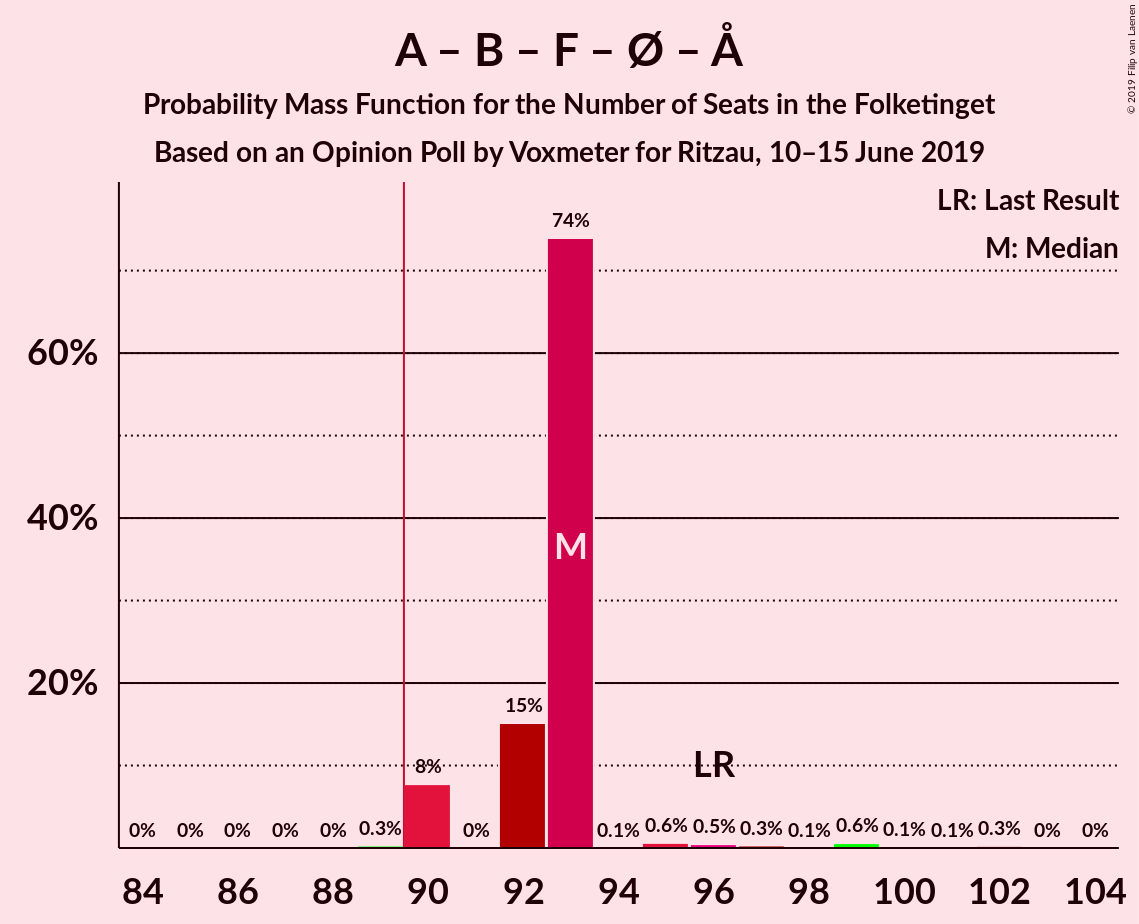 A – B – F – Ø – Å
Probability Mass Function for the Number of Seats in the Folketinget
Based on an Opinion Poll by Voxmeter for Ritzau, 10–15 June 2019
© 2019 Filip van Laenen
LR: Last Result
M: Median
74%
60%
M
40%
20%
15%
LR
8%
0% 0% 0% 0% 0% 0.3% 0% 0.1% 0.6% 0.5% 0.3% 0.1% 0.6% 0.1% 0.1% 0.3% 0% 0%
84 86 88 90 92 94 96 98 100 102 104